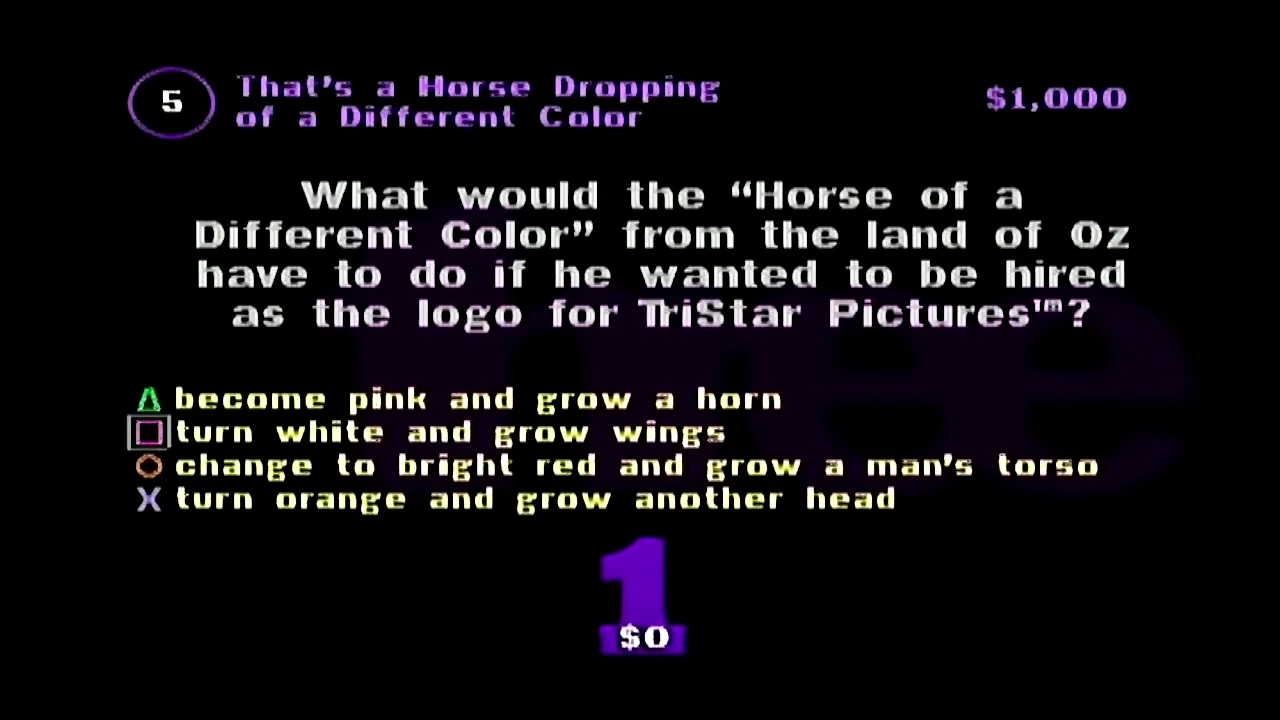 5
That's a Horse Dropping
of a Different Color
$1,000
What would the “Horse of a
Different Color” from the land of Oz
have to do if he wanted to be hired
as the logo for TriStar Pictures™?
become pink and grow a horn
turn white and grow wings
change to bright red and grow a man's torso
X turn orange and grow another head
1
$0